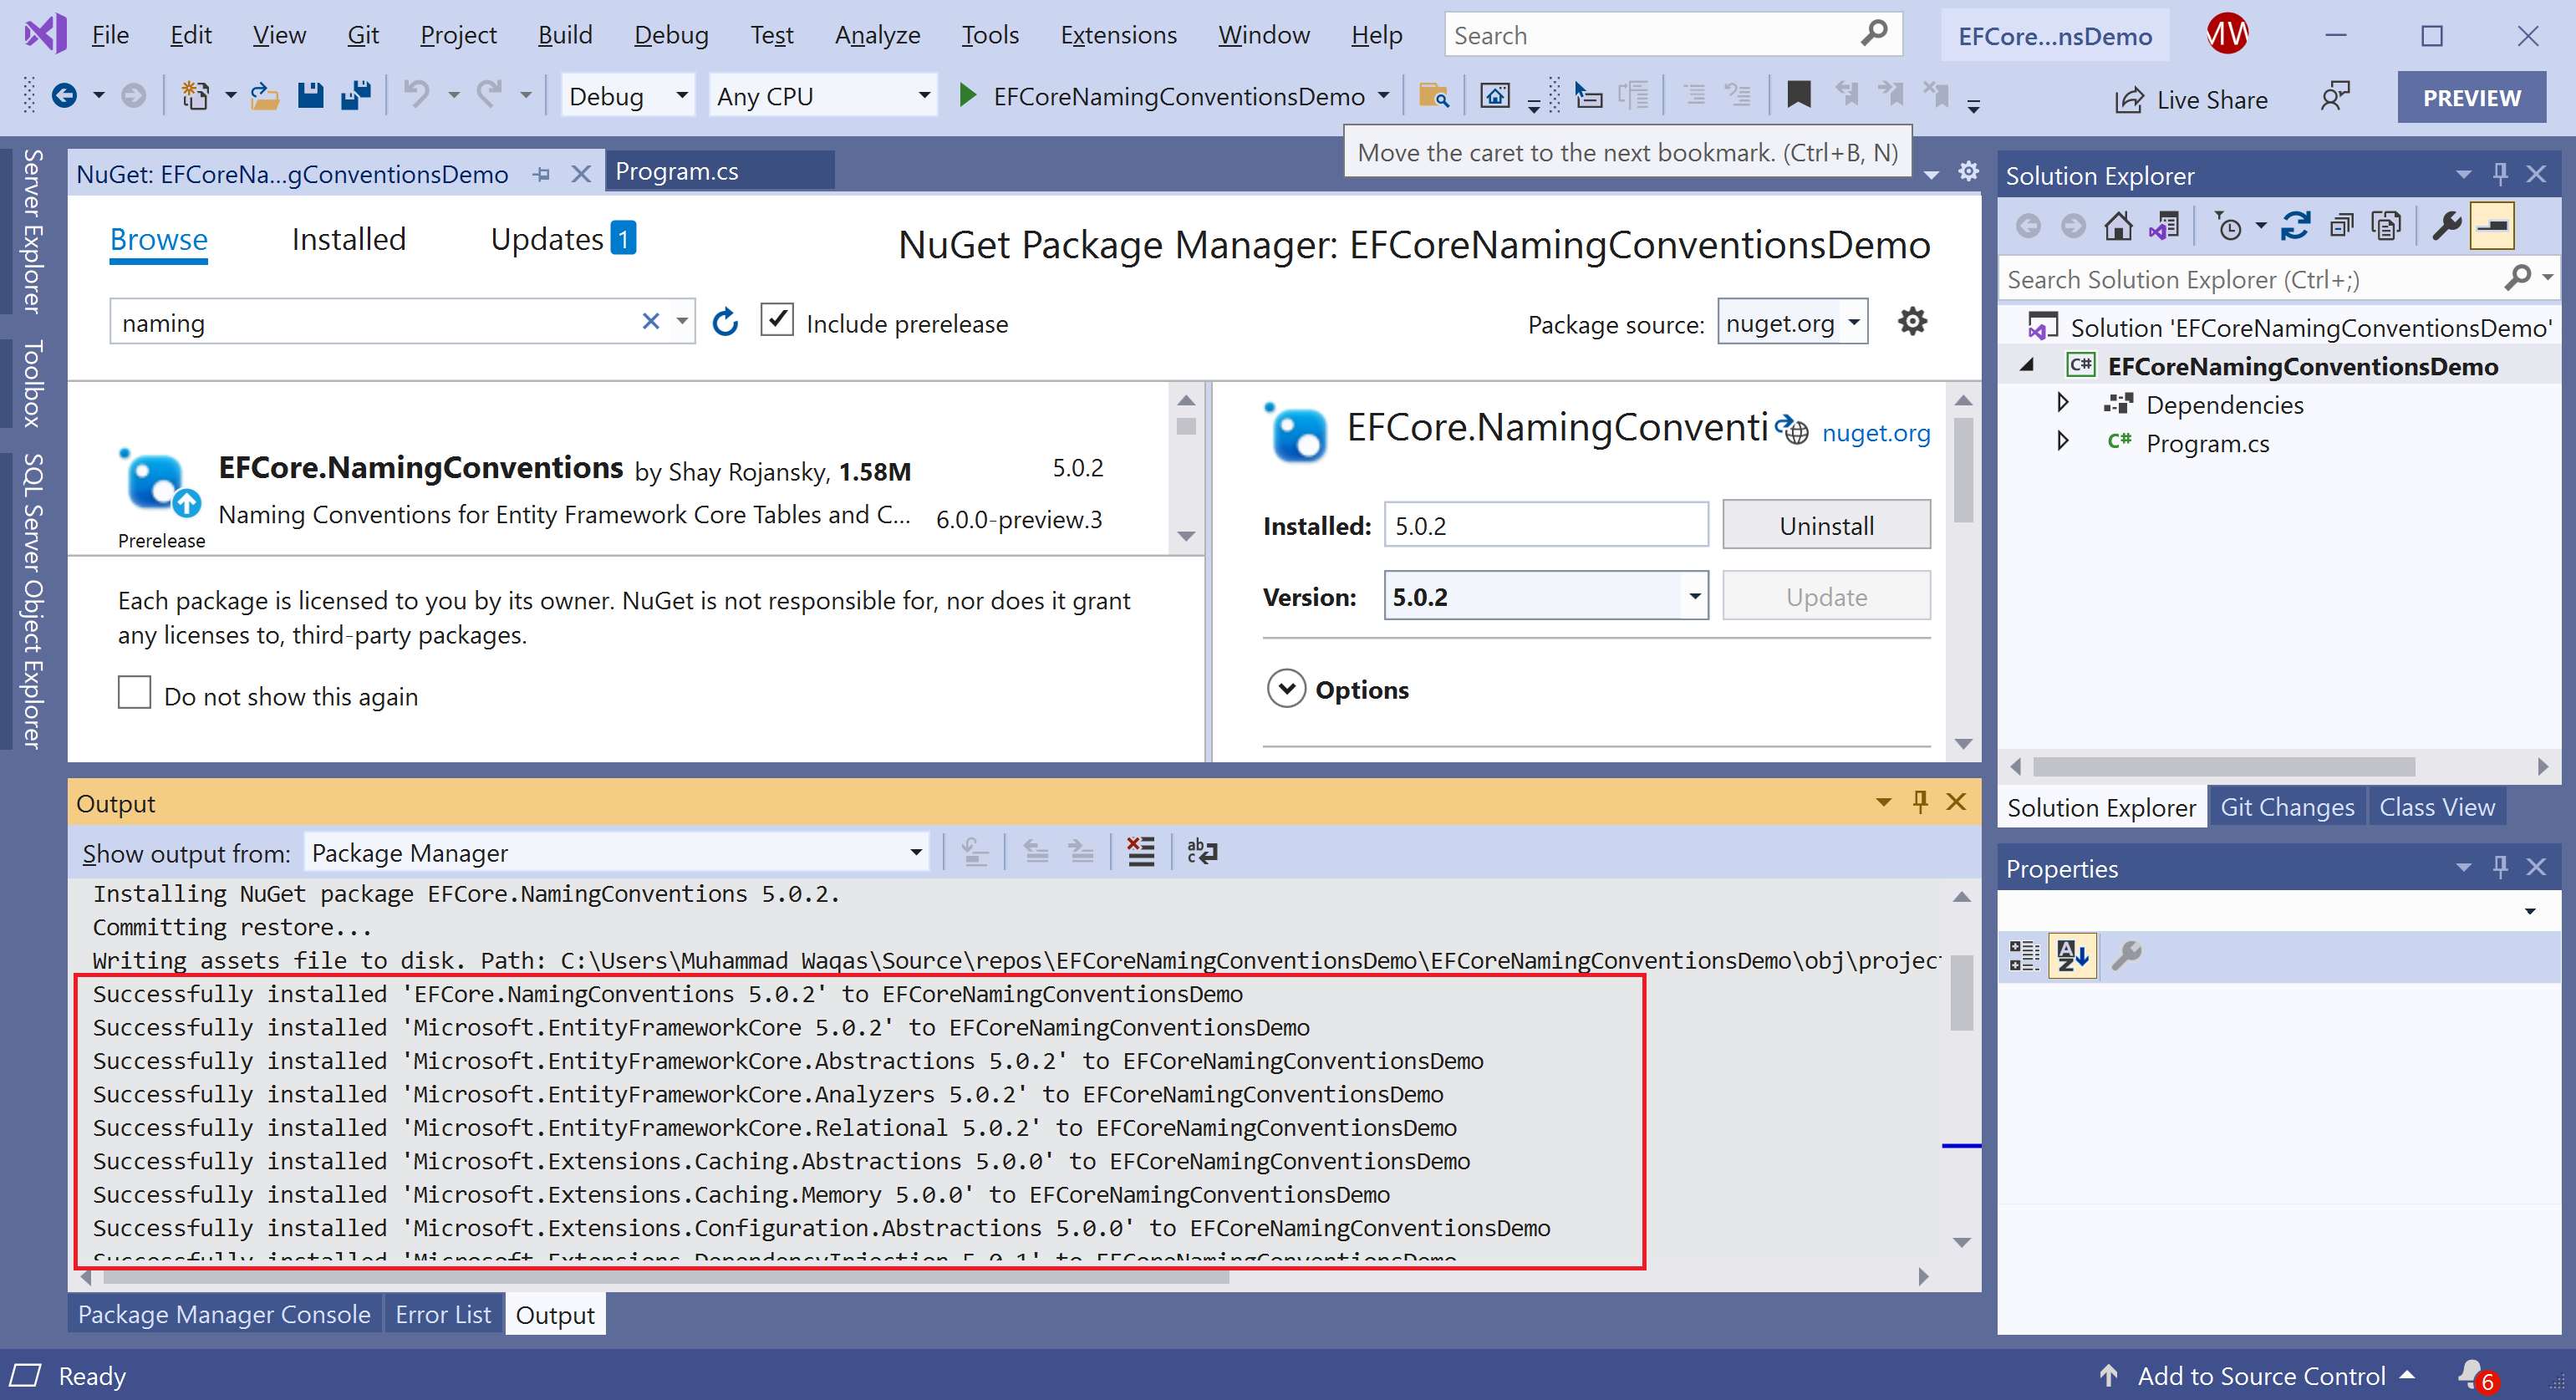 File Edit View Git Project Build Debug Test Analyze Tools Extensions Window Help Search EFCore...nsDemo MW
Debug Any CPU EFCoreNamingConventionsDemo Live Share PREVIEW
Move the caret to the next bookmark. (Ctrl+B, N)
Server Explorer
Toolbox
SQL Server Object Explorer
NuGet: EFCoreNa...gConventionsDemo Program.cs
Browse Installed Updates 1 NuGet Package Manager: EFCoreNamingConventionsDemo
naming Include prerelease Package source: nuget.org
EFCore.NamingConventions by Shay Rojansky, 1.58M 5.0.2
Naming Conventions for Entity Framework Core Tables and C... 6.0.0-preview.3
Prerelease
Each package is licensed to you by its owner. NuGet is not responsible for, nor does it grant
any licenses to, third-party packages.
Do not show this again
EFCore.NamingConventi nuget.org
Installed: 5.0.2 Uninstall
Version: 5.0.2 Update
Options
Output
Show output from: Package Manager
Installing NuGet package EFCore.NamingConventions 5.0.2.
Committing restore...
Writing assets file to disk. Path: C:\Users\Muhammad Waqas\Source\repos\EFCoreNamingConventionsDemo\EFCoreNamingConventionsDemo\obj\projec
Successfully installed 'EFCore.NamingConventions 5.0.2' to EFCoreNamingConventionsDemo
Successfully installed 'Microsoft.EntityFrameworkCore 5.0.2' to EFCoreNamingConventionsDemo
Successfully installed 'Microsoft.EntityFrameworkCore.Abstractions 5.0.2' to EFCoreNamingConventionsDemo
Successfully installed 'Microsoft.EntityFrameworkCore.Analyzers 5.0.2' to EFCoreNamingConventionsDemo
Successfully installed 'Microsoft.EntityFrameworkCore.Relational 5.0.2' to EFCoreNamingConventionsDemo
Successfully installed 'Microsoft.Extensions.Caching.Abstractions 5.0.0' to EFCoreNamingConventionsDemo
Successfully installed 'Microsoft.Extensions.Caching.Memory 5.0.0' to EFCoreNamingConventionsDemo
Successfully installed 'Microsoft.Extensions.Configuration.Abstractions 5.0.0' to EFCoreNamingConventionsDemo
Successfully installed 'Microsoft.Extensions.DependencyInjection 5.0.1' to EFCoreNamingConventionsDemo
Package Manager Console Error List Output
Solution Explorer
Search Solution Explorer (Ctrl+;)
Solution 'EFCoreNamingConventionsDemo'
C# EFCoreNamingConventionsDemo
Dependencies
C# Program.cs
Solution Explorer Git Changes Class View
Properties
Ready Add to Source Control 6